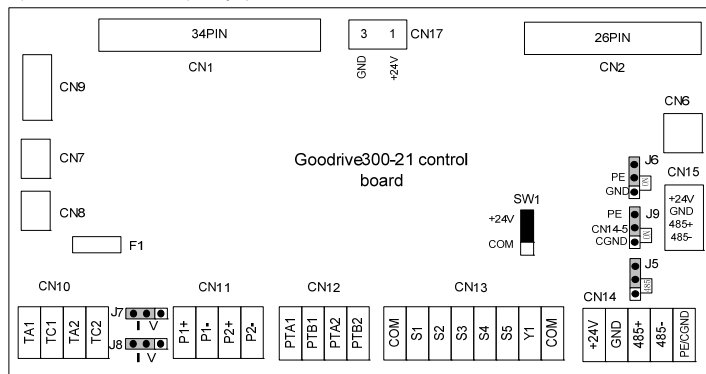 34PIN
3 1
CN17
26PIN
CN1
GND
+24V
CN2
CN9
CN6
CN7
Goodrive300-21 control
board
J6
PE
NO
GND
CN15
CN8
SW1
+24V
COM
PE
J9
CN14-5
NO
CGND
+24V
GND
485+
485-
F1
J5
485
CN10
J7
I V
J8
I V
CN11
CN12
CN13
CN14
TA1
TC1
TA2
TC2
P1+
P1-
P2+
P2-
PTA1
PTB1
PTA2
PTB2
COM
S1
S2
S3
S4
S5
Y1
COM
+24V
GND
485+
485-
PE/CGND